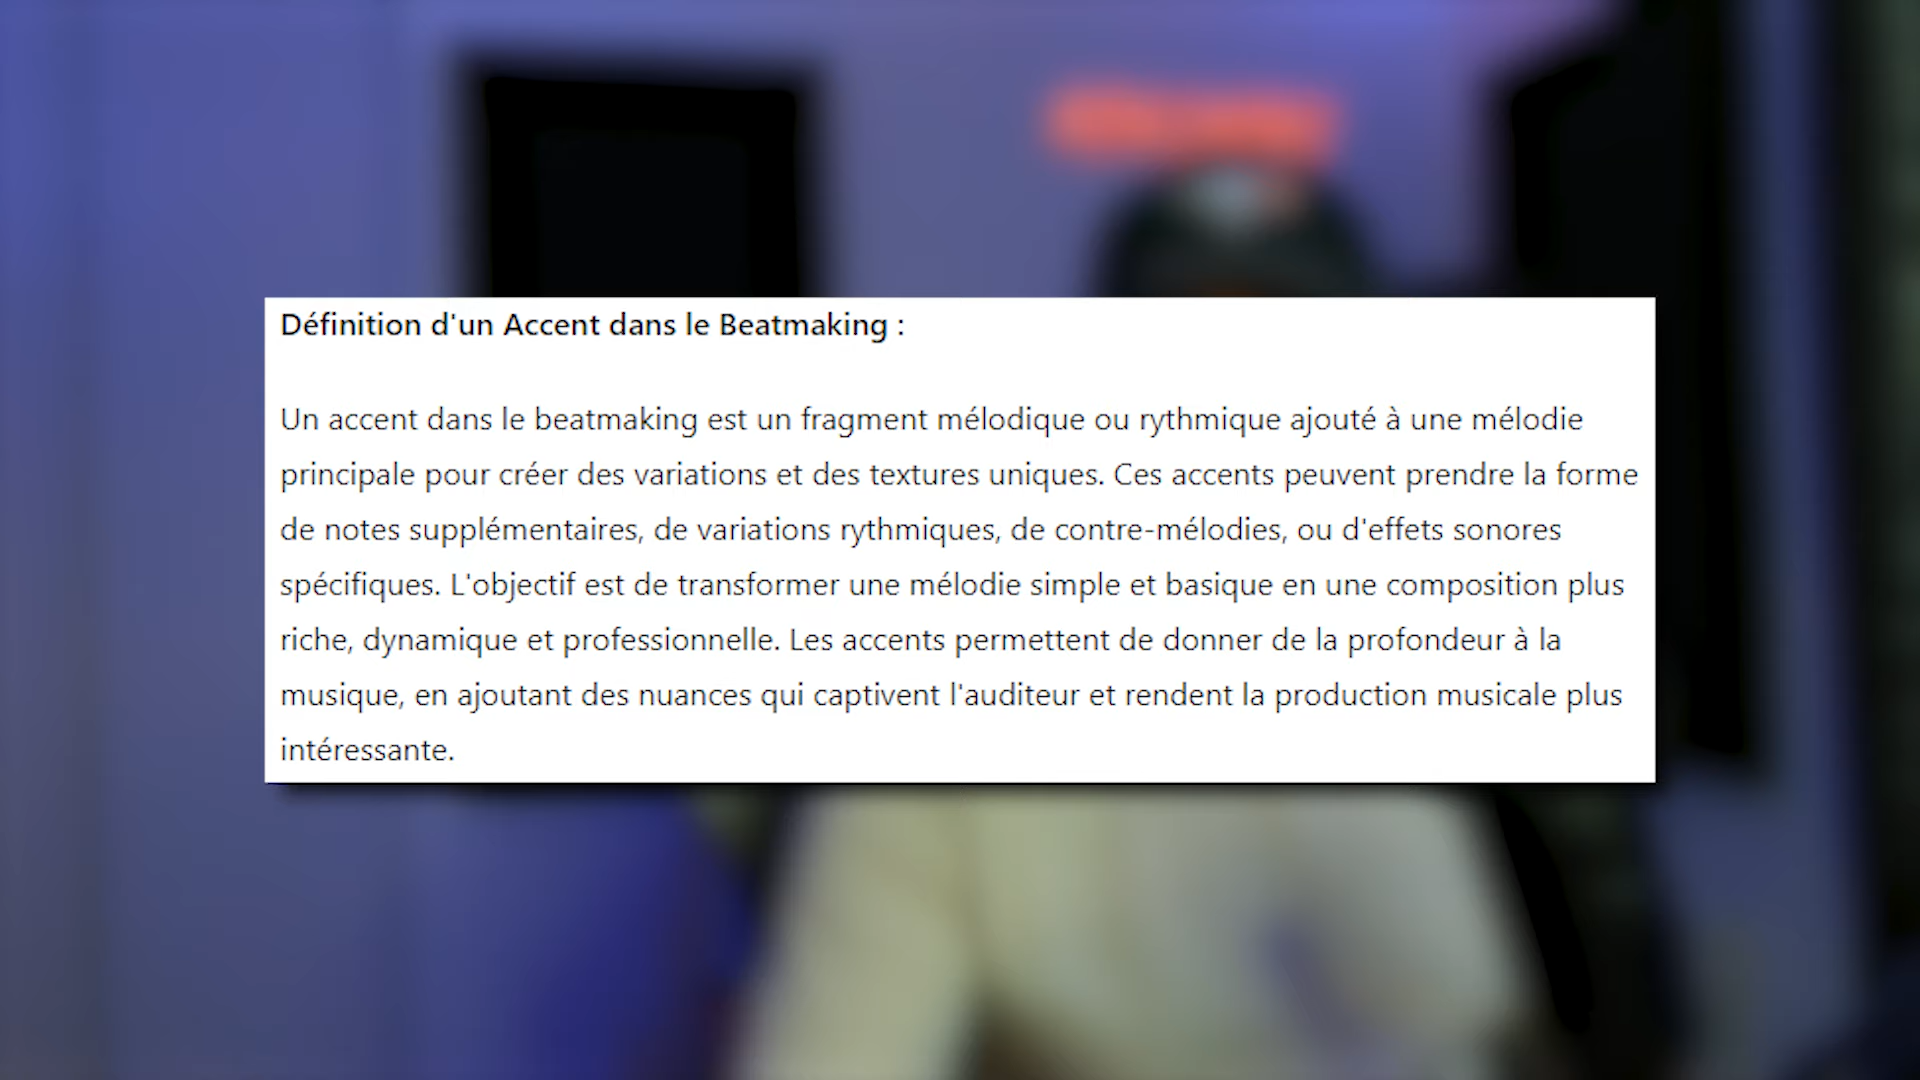 Définition d'un Accent dans le Beatmaking :
Un accent dans le beatmaking est un fragment mélodique ou rythmique ajouté à une mélodie
principale pour créer des variations et des textures uniques. Ces accents peuvent prendre la forme
de notes supplémentaires, de variations rythmiques, de contre-mélodies, ou d'effets sonores
spécifiques. L'objectif est de transformer une mélodie simple et basique en une composition plus
riche, dynamique et professionnelle. Les accents permettent de donner de la profondeur à la
musique, en ajoutant des nuances qui captivent l'auditeur et rendent la production musicale plus
intéressante.